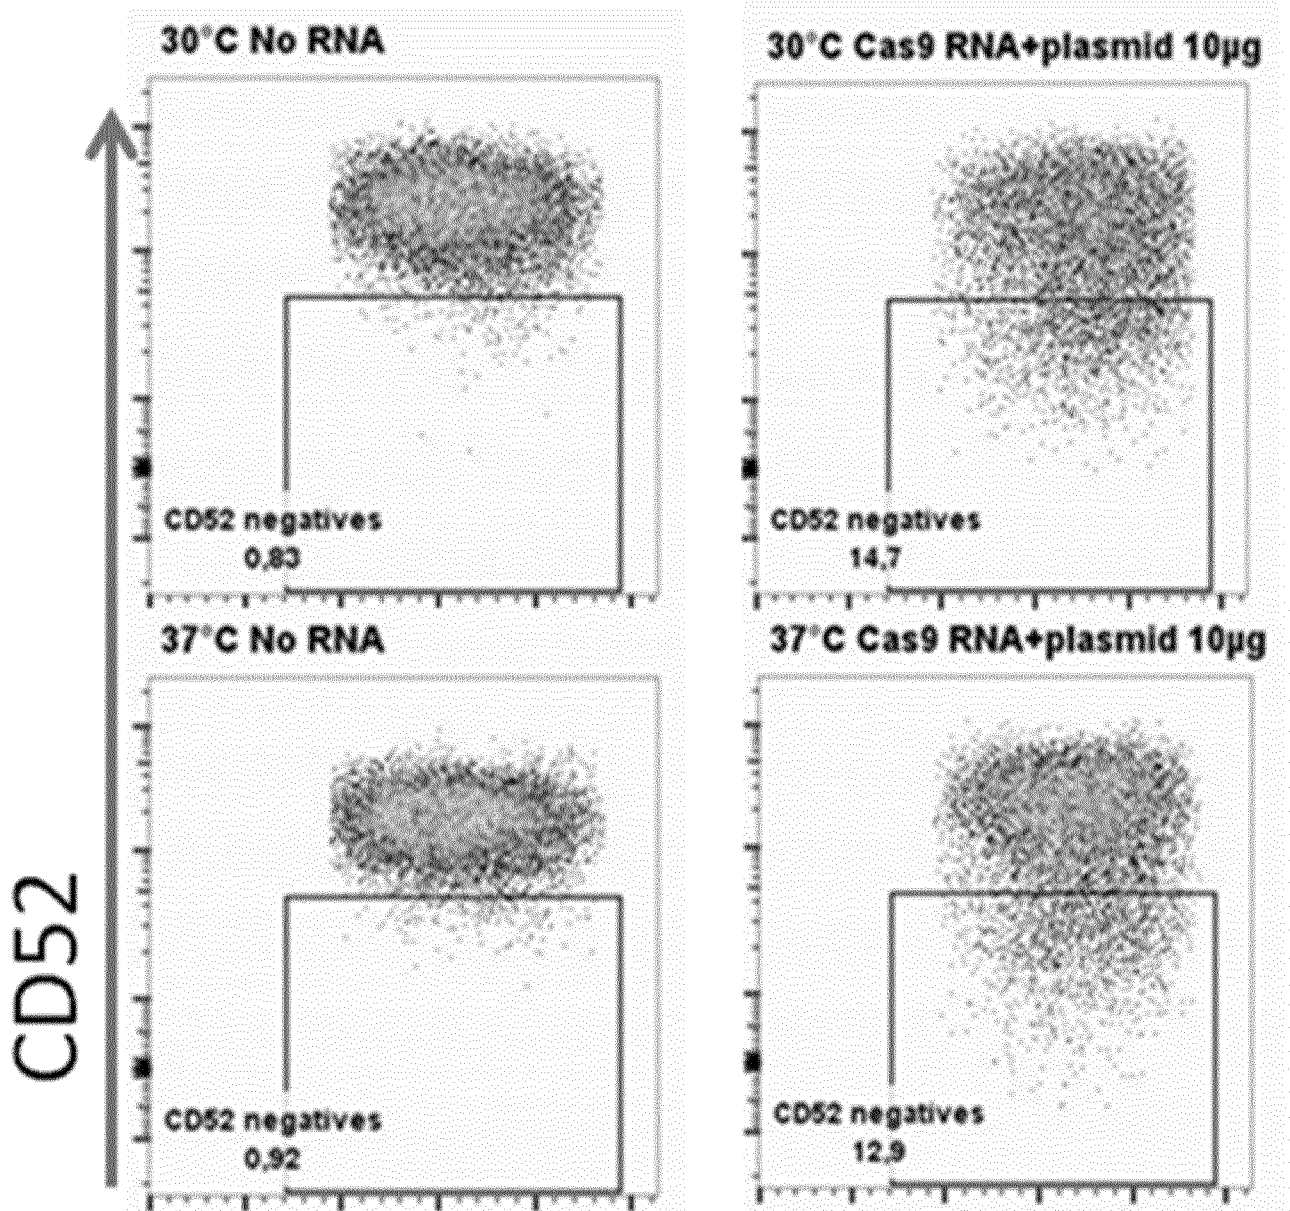 30°C No RNA
30°C Cas9 RNA+plasmid 10µg
CD52 negatives
0,83
CD52 negatives
14,7
37°C No RNA
37°C Cas9 RNA+plasmid 10µg
CD52 negatives
0,92
CD52 negatives
12,9
CD52